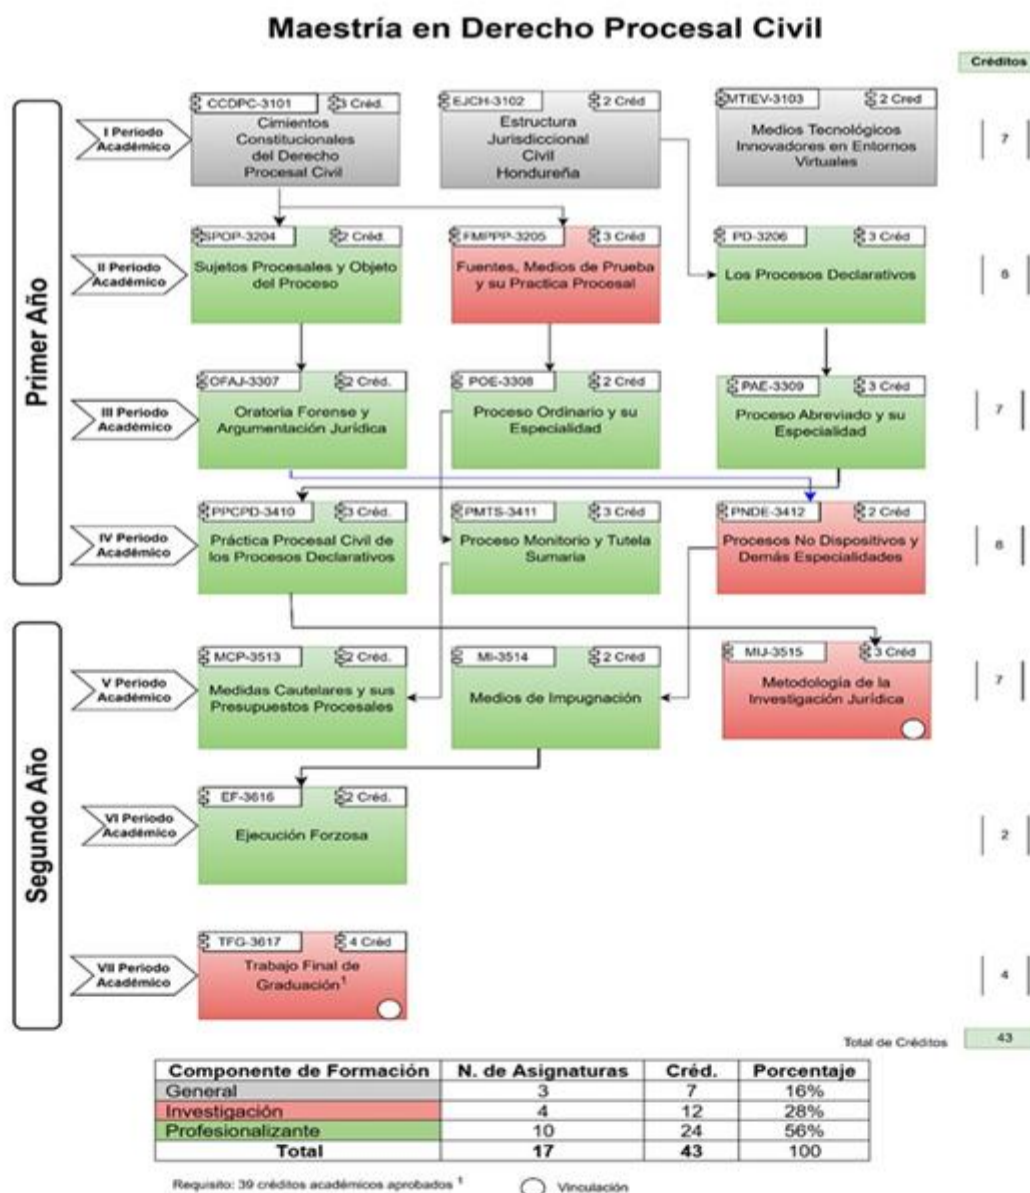 Maestría en Derecho Procesal Civil
Créditos
Primer Año
I Periodo
Académico
CCDPC-3101
3 Créd.
Cimientos
Constitucionales
del Derecho
Procesal Civil
EJCH-3102
2 Créd
Estructura
Jurisdiccional
Civil
Hondureña
MTIEV-3103
2 Cred
Medios Tecnológicos
Innovadores en Entornos
Virtuales
7
II Periodo
Académico
SPOP-3204
2 Créd.
Sujetos Procesales y Objeto
del Proceso
FMPPP-3205
3 Créd
Fuentes, Medios de Prueba
y su Practica Procesal
PD-3206
3 Créd
Los Procesos Declarativos
8
III Periodo
Académico
OFAJ-3307
2 Créd.
Oratoria Forense y
Argumentación Jurídica
POE-3308
2 Créd
Proceso Ordinario y su
Especialidad
PAE-3309
3 Créd
Proceso Abreviado y su
Especialidad
7
IV Periodo
Académico
PPCPD-3410
3 Créd.
Práctica Procesal Civil de
los Procesos Declarativos
PMTS-3411
3 Créd
Proceso Monitorio y Tutela
Sumaria
PNDE-3412
2 Créd
Procesos No Dispositivos y
Demás Especialidades
8
Segundo Año
V Periodo
Académico
MCP-3513
2 Créd.
Medidas Cautelares y sus
Presupuestos Procesales
MI-3514
2 Créd
Medios de Impugnación
MIJ-3515
3 Créd
Metodología de la
Investigación Jurídica
7
VI Periodo
Académico
EF-3616
2 Créd.
Ejecución Forzosa
2
VII Periodo
Académico
TFG-3617
4 Créd
Trabajo Final de
Graduación¹
4
Total de Créditos 43
Componente de Formación N. de Asignaturas Créd. Porcentaje
General 3 7 16%
Investigación 4 12 28%
Profesionalizante 10 24 56%
Total 17 43 100
Requisito: 39 créditos académicos aprobados ¹
Vinculación